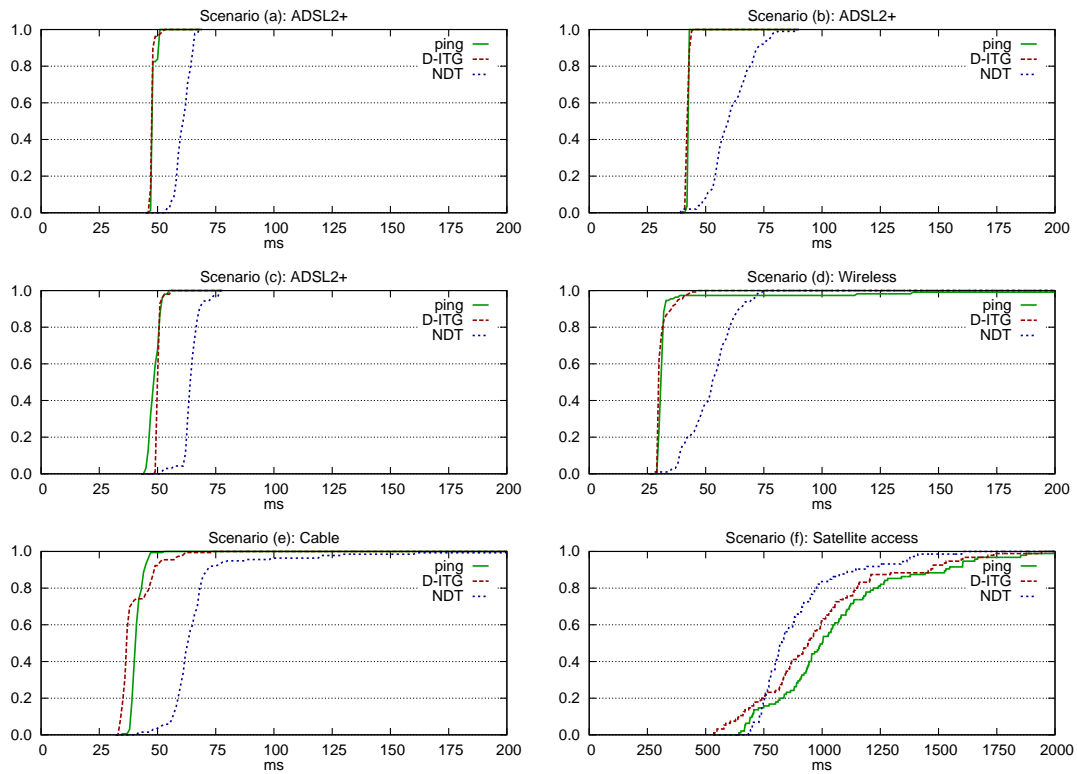 Scenario (a): ADSL2+
1.0
0.8
0.6
0.4
0.2
0.0
0 25 50 75 100 125 150 175 200
ms
ping
D-ITG
NDT
Scenario (b): ADSL2+
1.0
0.8
0.6
0.4
0.2
0.0
0 25 50 75 100 125 150 175 200
ms
ping
D-ITG
NDT
Scenario (c): ADSL2+
1.0
0.8
0.6
0.4
0.2
0.0
0 25 50 75 100 125 150 175 200
ms
ping
D-ITG
NDT
Scenario (d): Wireless
1.0
0.8
0.6
0.4
0.2
0.0
0 25 50 75 100 125 150 175 200
ms
ping
D-ITG
NDT
Scenario (e): Cable
1.0
0.8
0.6
0.4
0.2
0.0
0 25 50 75 100 125 150 175 200
ms
ping
D-ITG
NDT
Scenario (f): Satellite access
1.0
0.8
0.6
0.4
0.2
0.0
0 250 500 750 1000 1250 1500 1750 2000
ms
ping
D-ITG
NDT